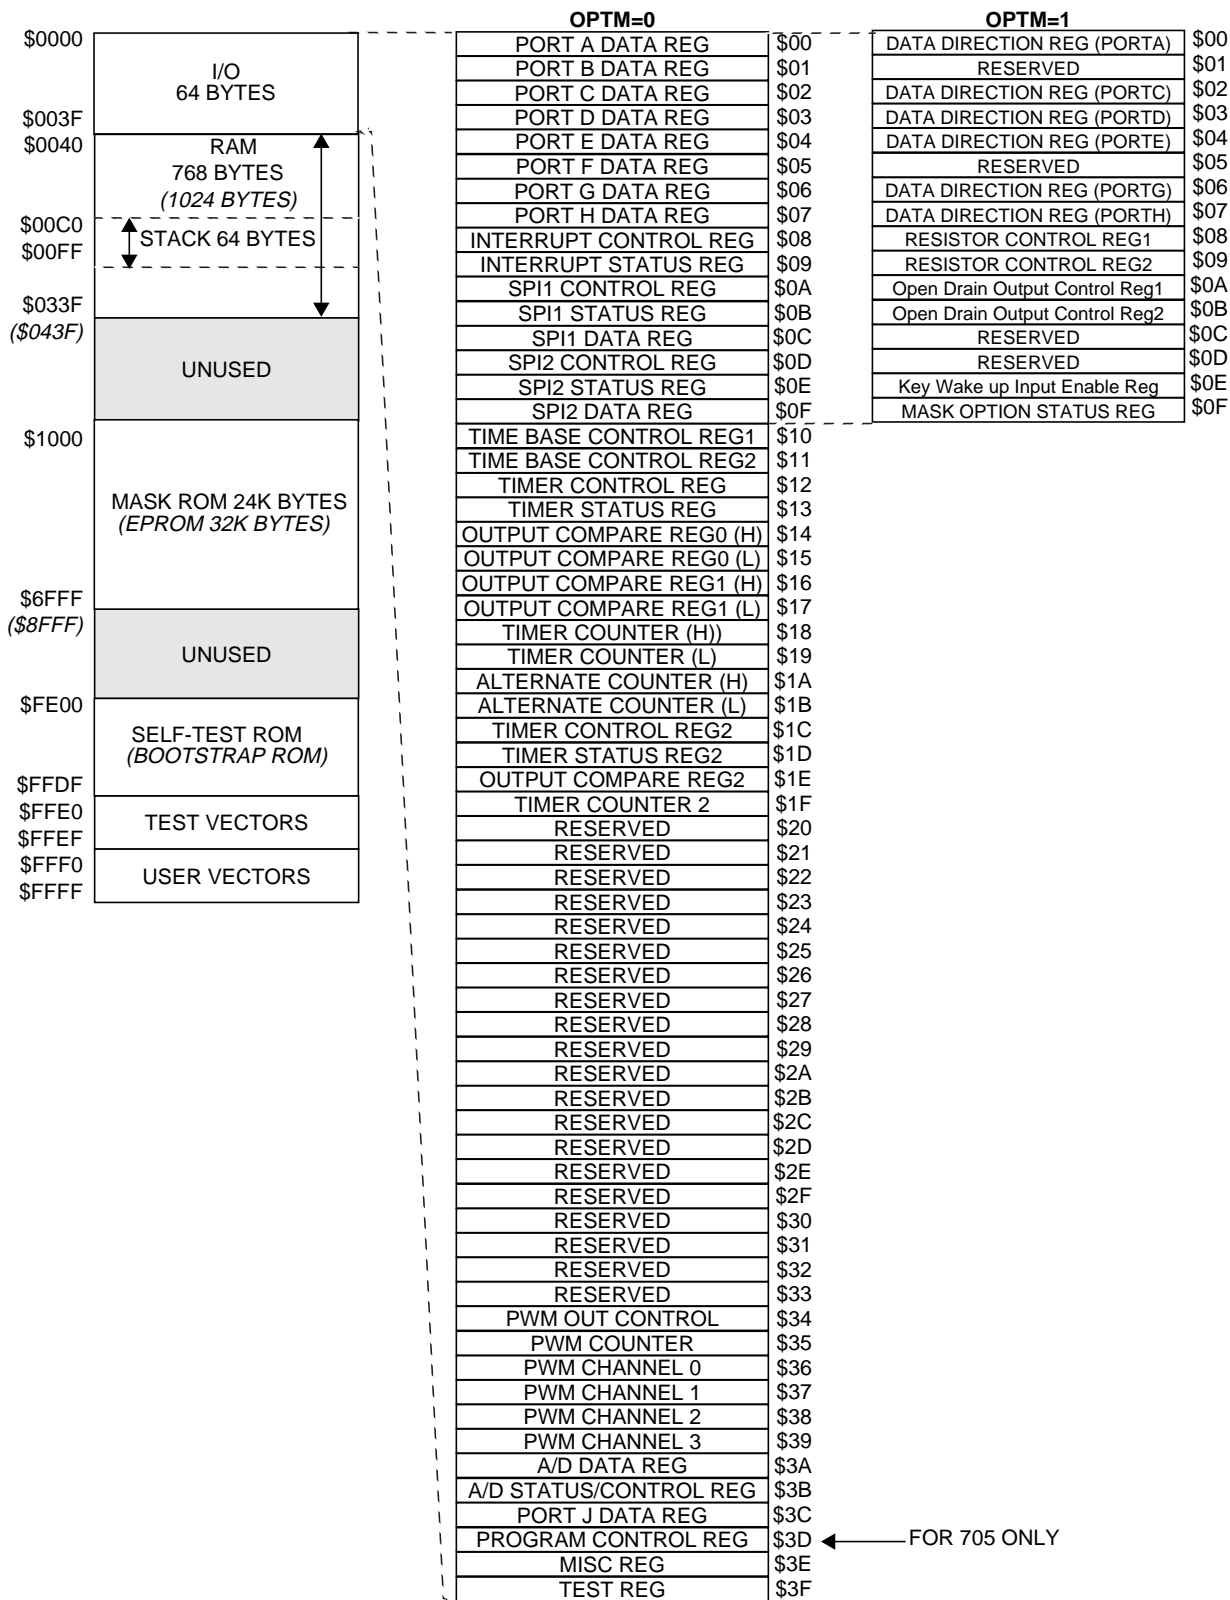 $0000
I/O
64 BYTES
$003F
$0040
RAM
768 BYTES
(1024 BYTES)
$00C0
STACK 64 BYTES
$00FF
$033F
($043F)
UNUSED
$1000
MASK ROM 24K BYTES
(EPROM 32K BYTES)
$6FFF
($8FFF)
UNUSED
$FE00
SELF-TEST ROM
(BOOTSTRAP ROM)
$FFDF
$FFE0
TEST VECTORS
$FFEF
$FFF0
USER VECTORS
$FFFF
OPTM=0
PORT A DATA REG $00
PORT B DATA REG $01
PORT C DATA REG $02
PORT D DATA REG $03
PORT E DATA REG $04
PORT F DATA REG $05
PORT G DATA REG $06
PORT H DATA REG $07
INTERRUPT CONTROL REG $08
INTERRUPT STATUS REG $09
SPI1 CONTROL REG $0A
SPI1 STATUS REG $0B
SPI1 DATA REG $0C
SPI2 CONTROL REG $0D
SPI2 STATUS REG $0E
SPI2 DATA REG $0F
TIME BASE CONTROL REG1 $10
TIME BASE CONTROL REG2 $11
TIMER CONTROL REG $12
TIMER STATUS REG $13
OUTPUT COMPARE REG0 (H) $14
OUTPUT COMPARE REG0 (L) $15
OUTPUT COMPARE REG1 (H) $16
OUTPUT COMPARE REG1 (L) $17
TIMER COUNTER (H)) $18
TIMER COUNTER (L) $19
ALTERNATE COUNTER (H) $1A
ALTERNATE COUNTER (L) $1B
TIMER CONTROL REG2 $1C
TIMER STATUS REG2 $1D
OUTPUT COMPARE REG2 $1E
TIMER COUNTER 2 $1F
RESERVED $20
RESERVED $21
RESERVED $22
RESERVED $23
RESERVED $24
RESERVED $25
RESERVED $26
RESERVED $27
RESERVED $28
RESERVED $29
RESERVED $2A
RESERVED $2B
RESERVED $2C
RESERVED $2D
RESERVED $2E
RESERVED $2F
RESERVED $30
RESERVED $31
RESERVED $32
RESERVED $33
PWM OUT CONTROL $34
PWM COUNTER $35
PWM CHANNEL 0 $36
PWM CHANNEL 1 $37
PWM CHANNEL 2 $38
PWM CHANNEL 3 $39
A/D DATA REG $3A
A/D STATUS/CONTROL REG $3B
PORT J DATA REG $3C
PROGRAM CONTROL REG $3D FOR 705 ONLY
MISC REG $3E
TEST REG $3F
OPTM=1
DATA DIRECTION REG (PORTA) $00
RESERVED $01
DATA DIRECTION REG (PORTC) $02
DATA DIRECTION REG (PORTD) $03
DATA DIRECTION REG (PORTE) $04
RESERVED $05
DATA DIRECTION REG (PORTG) $06
DATA DIRECTION REG (PORTH) $07
RESISTOR CONTROL REG1 $08
RESISTOR CONTROL REG2 $09
Open Drain Output Control Reg1 $0A
Open Drain Output Control Reg2 $0B
RESERVED $0C
RESERVED $0D
Key Wake up Input Enable Reg $0E
MASK OPTION STATUS REG $0F